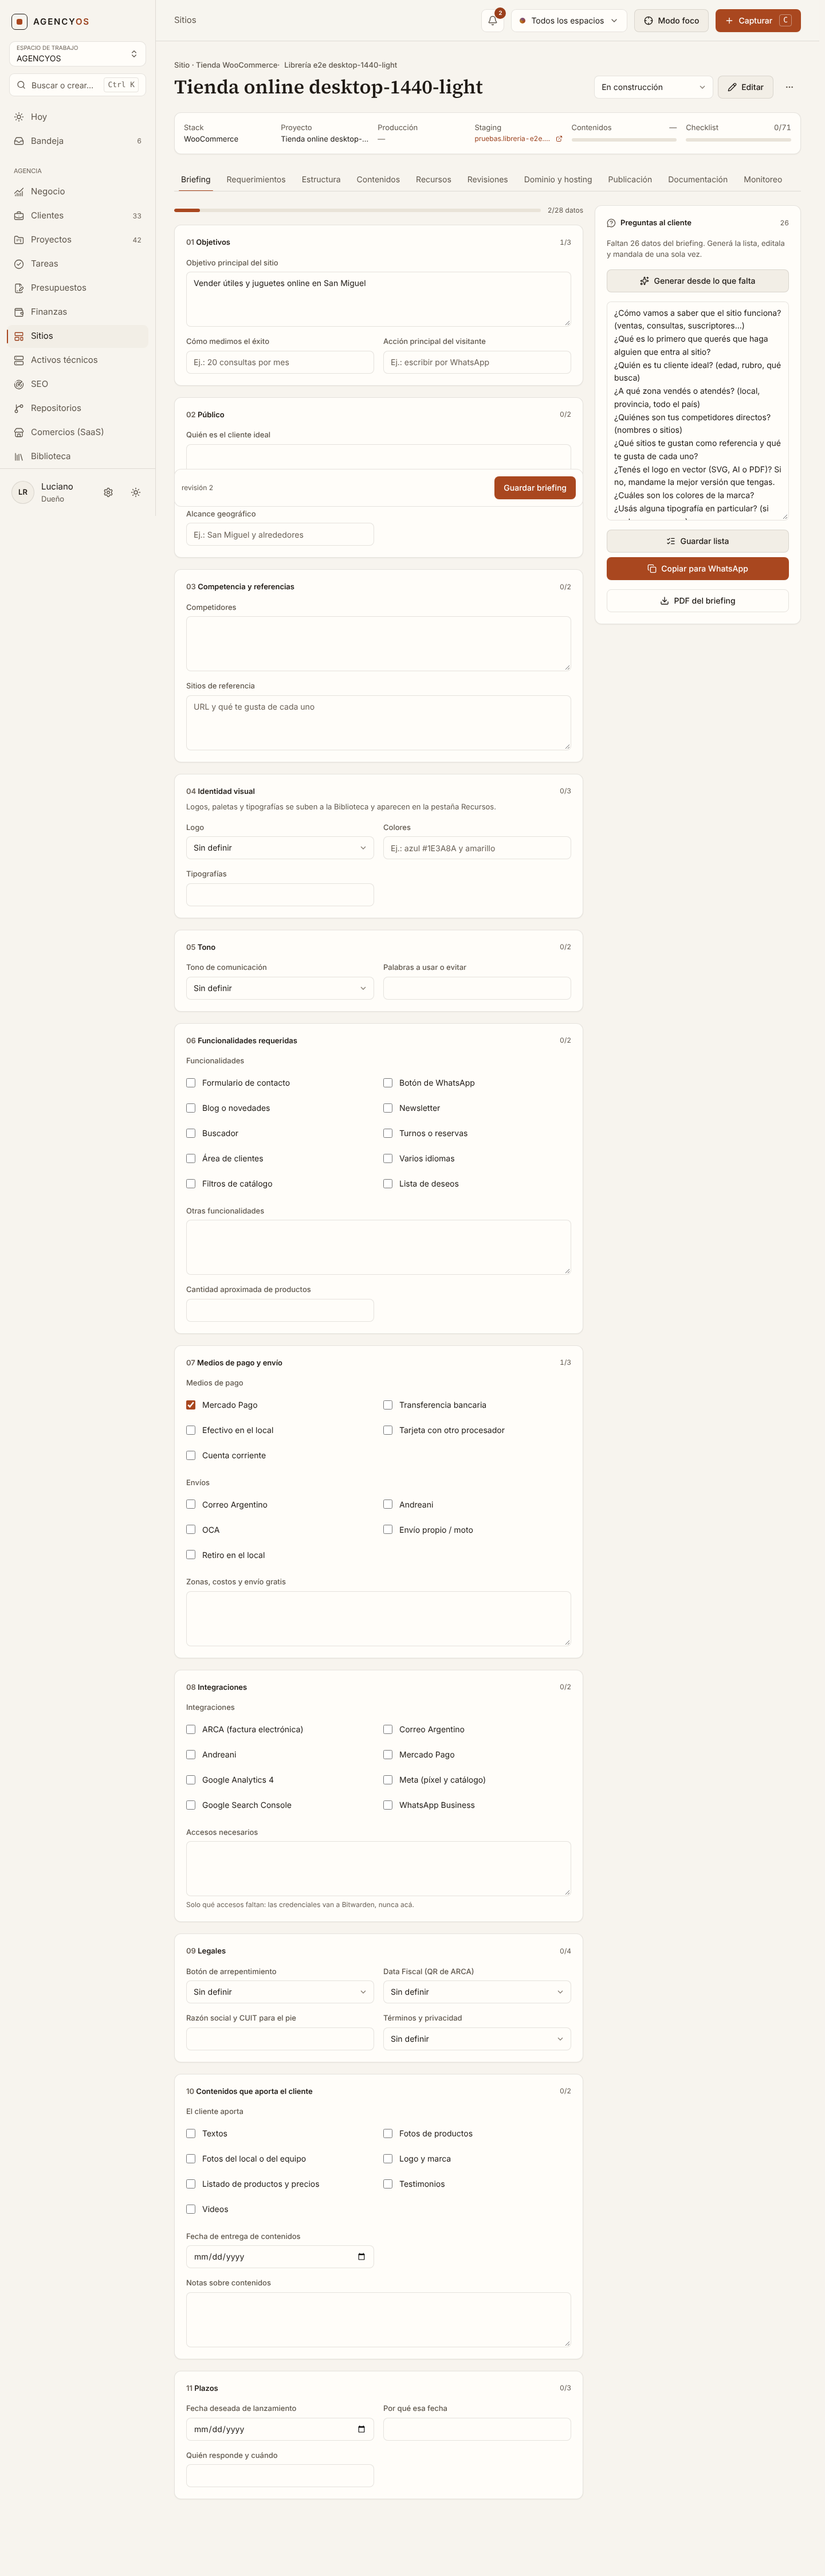 AGENCYOS
ESPACIO DE TRABAJO
AGENCYOS
Buscar o crear... Ctrl K
Hoy
Bandeja 6
AGENCIA
Negocio
Clientes 33
Proyectos 42
Tareas
Presupuestos
Finanzas
Sitios
Activos técnicos
SEO
Repositorios
Comercios (SaaS)
Biblioteca
LR
Luciano
Dueño
Sitios
2
Todos los espacios
Modo foco
Capturar C
Sitio · Tienda WooCommerce · Librería e2e desktop-1440-light
Tienda online desktop-1440-light
En construcción
Editar
Stack
WooCommerce
Proyecto
Tienda online desktop-...
Producción
—
Staging
pruebas.libreria-e2e....
Contenidos —
Checklist 0/71
Briefing
Requerimientos
Estructura
Contenidos
Recursos
Revisiones
Dominio y hosting
Publicación
Documentación
Monitoreo
2/28 datos
01 Objetivos 1/3
Objetivo principal del sitio
Vender útiles y juguetes online en San Miguel
Cómo medimos el éxito
Acción principal del visitante
Ej.: 20 consultas por mes
Ej.: escribir por WhatsApp
02 Público 0/2
Quién es el cliente ideal
revisión 2
Guardar briefing
Alcance geográfico
Ej.: San Miguel y alrededores
03 Competencia y referencias 0/2
Competidores
Sitios de referencia
URL y qué te gusta de cada uno
04 Identidad visual 0/3
Logos, paletas y tipografías se suben a la Biblioteca y aparecen en la pestaña Recursos.
Logo
Colores
Sin definir
Ej.: azul #1E3A8A y amarillo
Tipografías
05 Tono 0/2
Tono de comunicación
Palabras a usar o evitar
Sin definir
06 Funcionalidades requeridas 0/2
Funcionalidades
Formulario de contacto
Botón de WhatsApp
Blog o novedades
Newsletter
Buscador
Turnos o reservas
Área de clientes
Varios idiomas
Filtros de catálogo
Lista de deseos
Otras funcionalidades
Cantidad aproximada de productos
07 Medios de pago y envío 1/3
Medios de pago
Mercado Pago
Transferencia bancaria
Efectivo en el local
Tarjeta con otro procesador
Cuenta corriente
Envíos
Correo Argentino
Andreani
OCA
Envío propio / moto
Retiro en el local
Zonas, costos y envío gratis
08 Integraciones 0/2
Integraciones
ARCA (factura electrónica)
Correo Argentino
Andreani
Mercado Pago
Google Analytics 4
Meta (píxel y catálogo)
Google Search Console
WhatsApp Business
Accesos necesarios
Solo qué accesos faltan: las credenciales van a Bitwarden, nunca acá.
09 Legales 0/4
Botón de arrepentimiento
Data Fiscal (QR de ARCA)
Sin definir
Sin definir
Razón social y CUIT para el pie
Términos y privacidad
Sin definir
10 Contenidos que aporta el cliente 0/2
El cliente aporta
Textos
Fotos de productos
Fotos del local o del equipo
Logo y marca
Listado de productos y precios
Testimonios
Videos
Fecha de entrega de contenidos
mm/dd/yyyy
Notas sobre contenidos
11 Plazos 0/3
Fecha deseada de lanzamiento
Por qué esa fecha
mm/dd/yyyy
Quién responde y cuándo
Preguntas al cliente 26
Faltan 26 datos del briefing. Generá la lista, editala
y mandala de una sola vez.
Generar desde lo que falta
¿Cómo vamos a saber que el sitio funciona?
(ventas, consultas, suscriptores...)
¿Qué es lo primero que querés que haga
alguien que entra al sitio?
¿Quién es tu cliente ideal? (edad, rubro, qué
busca)
¿A qué zona vendés o atendés? (local,
provincia, todo el país)
¿Quiénes son tus competidores directos?
(nombres o sitios)
¿Qué sitios te gustan como referencia y qué
te gusta de cada uno?
¿Tenés el logo en vector (SVG, AI o PDF)? Si
no, mandame la mejor versión que tengas.
¿Cuáles son los colores de la marca?
¿Usás alguna tipografía en particular? (si
Guardar lista
Copiar para WhatsApp
PDF del briefing